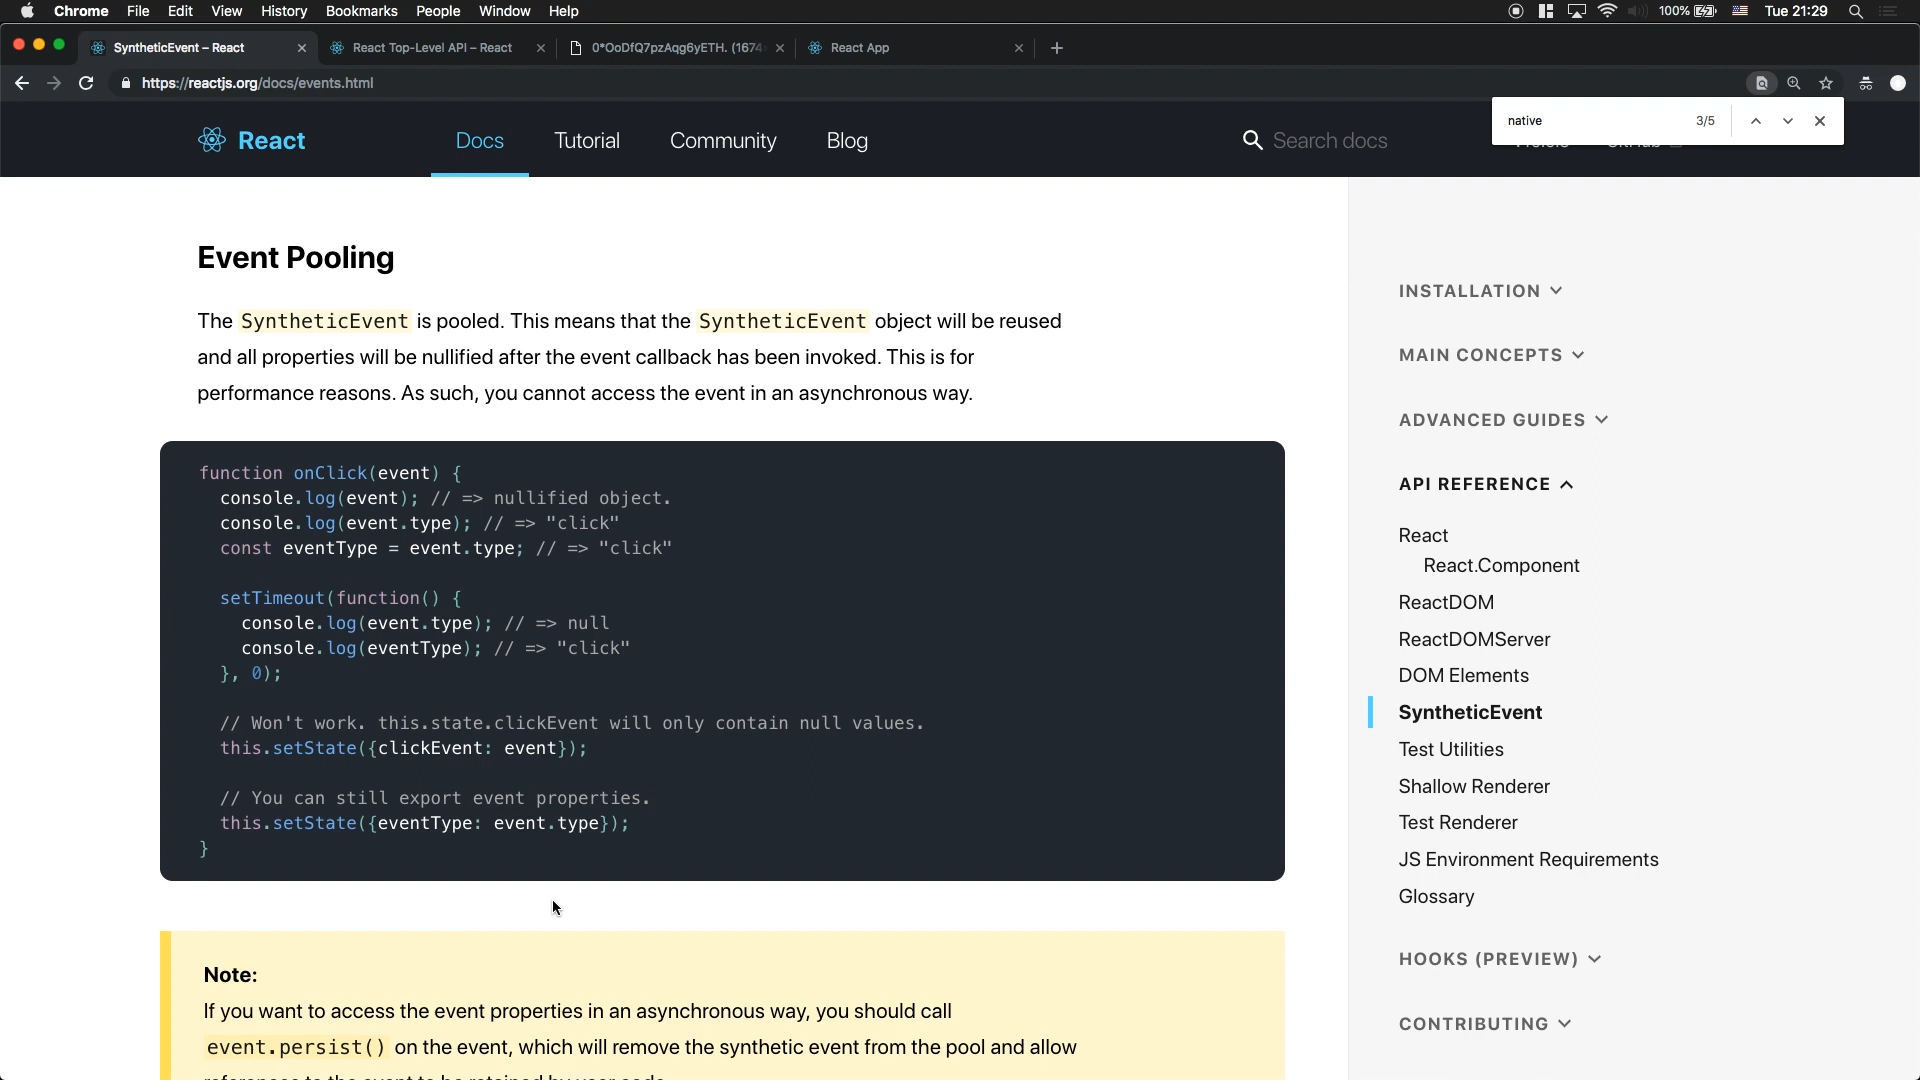 Chrome File Edit View History Bookmarks People Window Help 100% Tue 21:29
SyntheticEvent – React React Top-Level API – React 0*OoDfQ7pzAqg6yETH. (1674 React App
https://reactjs.org/docs/events.html
native 3/5
React Docs Tutorial Community Blog Search docs
Event Pooling
The SyntheticEvent is pooled. This means that the SyntheticEvent object will be reused
and all properties will be nullified after the event callback has been invoked. This is for
performance reasons. As such, you cannot access the event in an asynchronous way.
function onClick(event) {
console.log(event); // => nullified object.
console.log(event.type); // => "click"
const eventType = event.type; // => "click"
setTimeout(function() {
console.log(event.type); // => null
console.log(eventType); // => "click"
}, 0);
// Won't work. this.state.clickEvent will only contain null values.
this.setState({clickEvent: event});
// You can still export event properties.
this.setState({eventType: event.type});
}
Note:
If you want to access the event properties in an asynchronous way, you should call
event.persist() on the event, which will remove the synthetic event from the pool and allow
INSTALLATION
MAIN CONCEPTS
ADVANCED GUIDES
API REFERENCE
React
React.Component
ReactDOM
ReactDOMServer
DOM Elements
SyntheticEvent
Test Utilities
Shallow Renderer
Test Renderer
JS Environment Requirements
Glossary
HOOKS (PREVIEW)
CONTRIBUTING